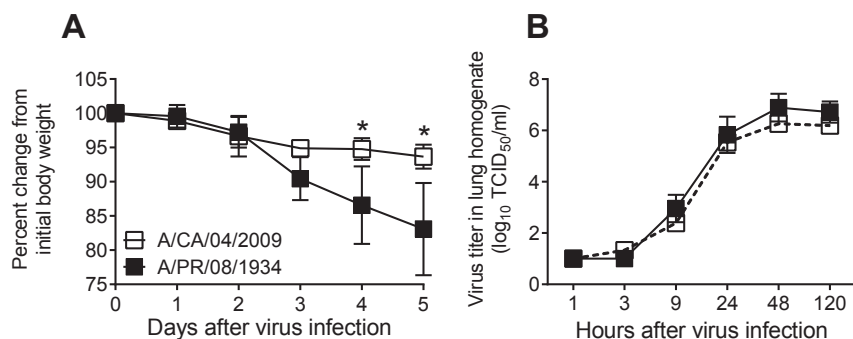 A
Percent change from
initial body weight
105
100
95
90
85
80
75
* *
A/CA/04/2009
A/PR/08/1934
0 1 2 3 4 5
Days after virus infection
B
Virus titer in lung homogenate
(log10 TCID50/ml)
8
6
4
2
0
1 3 9 24 48 120
Hours after virus infection